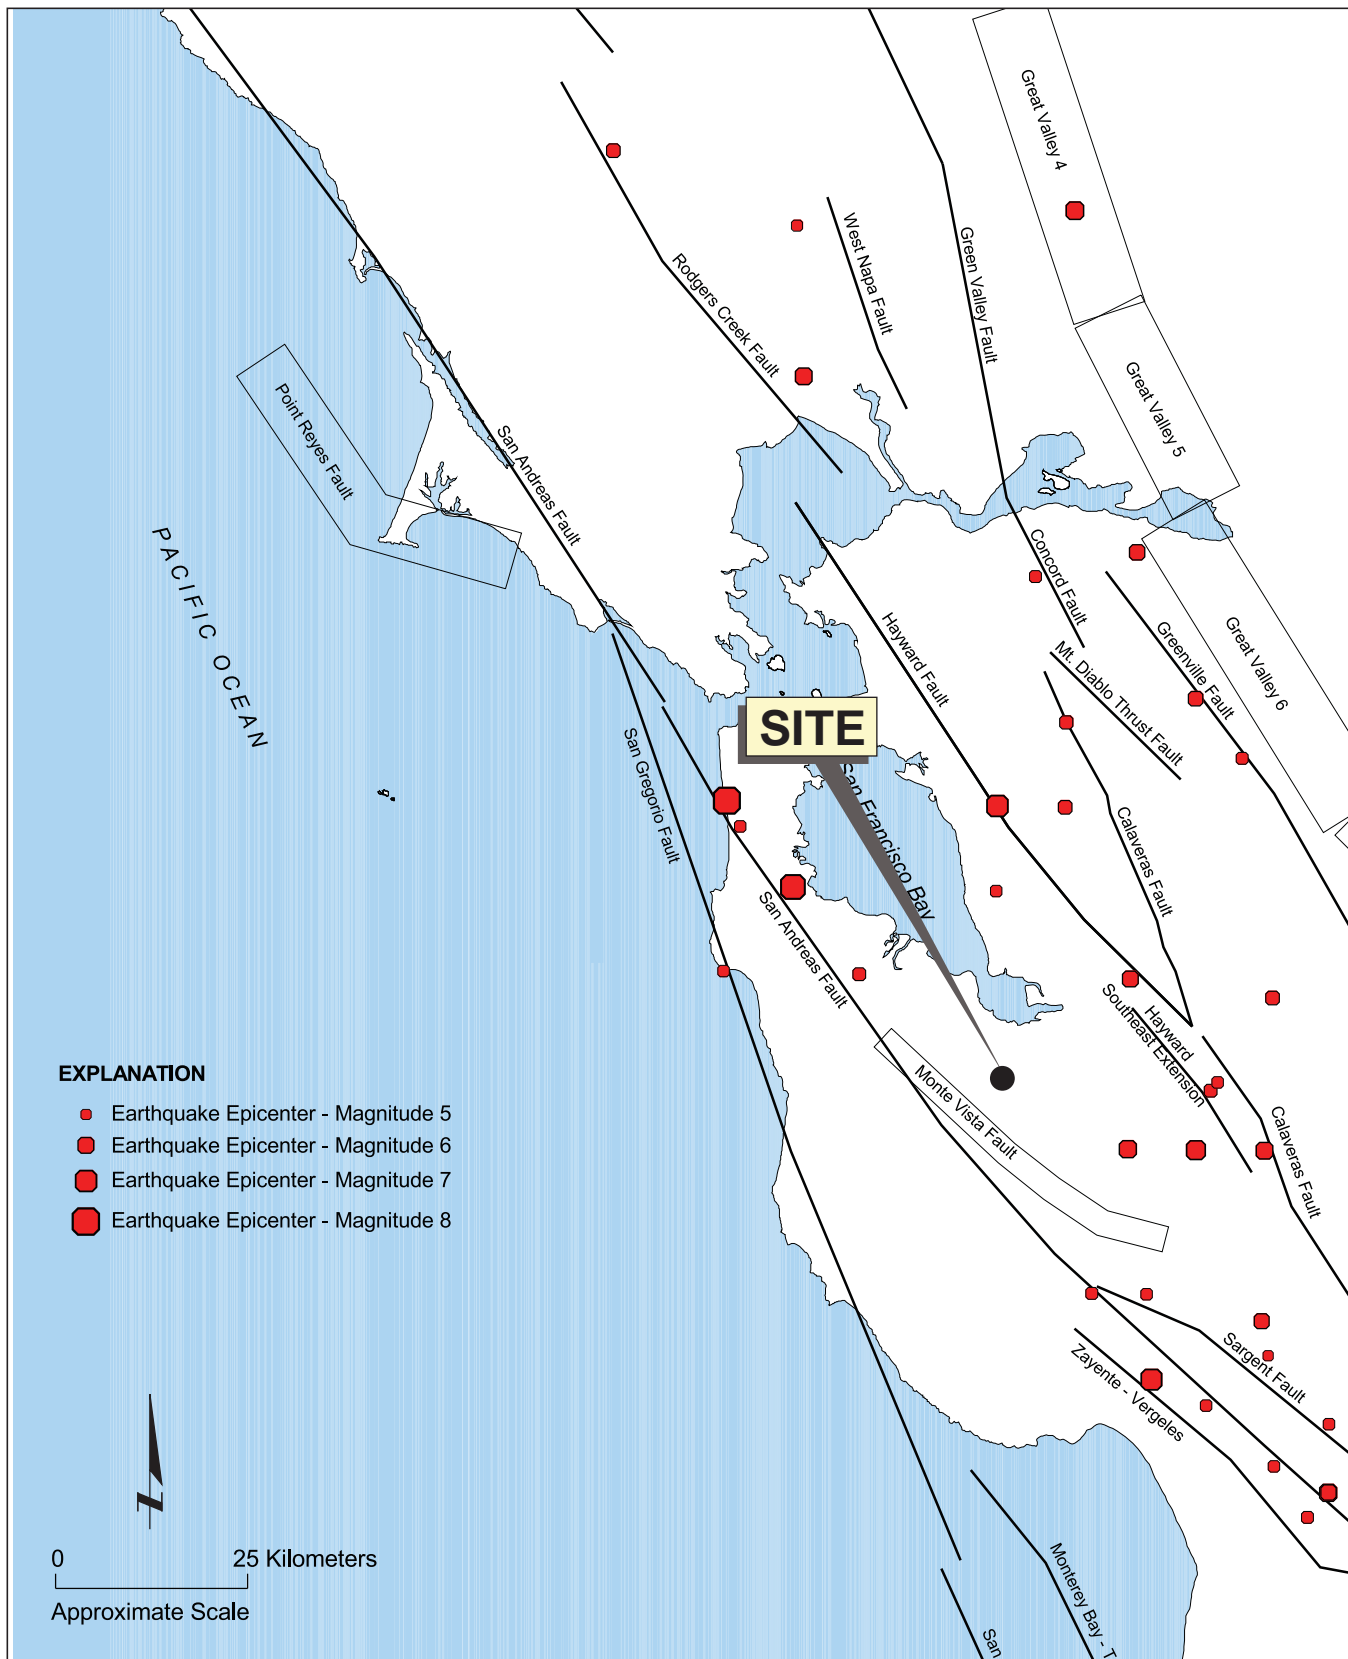 Great Valley 4
West Napa Fault
Green Valley Fault
Rodgers Creek Fault
Great Valley 5
Point Reyes Fault
San Andreas Fault
PACIFIC OCEAN
Concord Fault
Hayward Fault
Greenville Fault
Great Valley 6
Mt. Diablo Thrust Fault
SITE
San Gregorio Fault
San Francisco Bay
Calaveras Fault
San Andreas Fault
Hayward
Southeast Extension
Monte Vista Fault
Calaveras Fault
EXPLANATION
Earthquake Epicenter - Magnitude 5
Earthquake Epicenter - Magnitude 6
Earthquake Epicenter - Magnitude 7
Earthquake Epicenter - Magnitude 8
Sargent Fault
Zayente - Vergeles
Monterey Bay - T
San
N
0 25 Kilometers
Approximate Scale